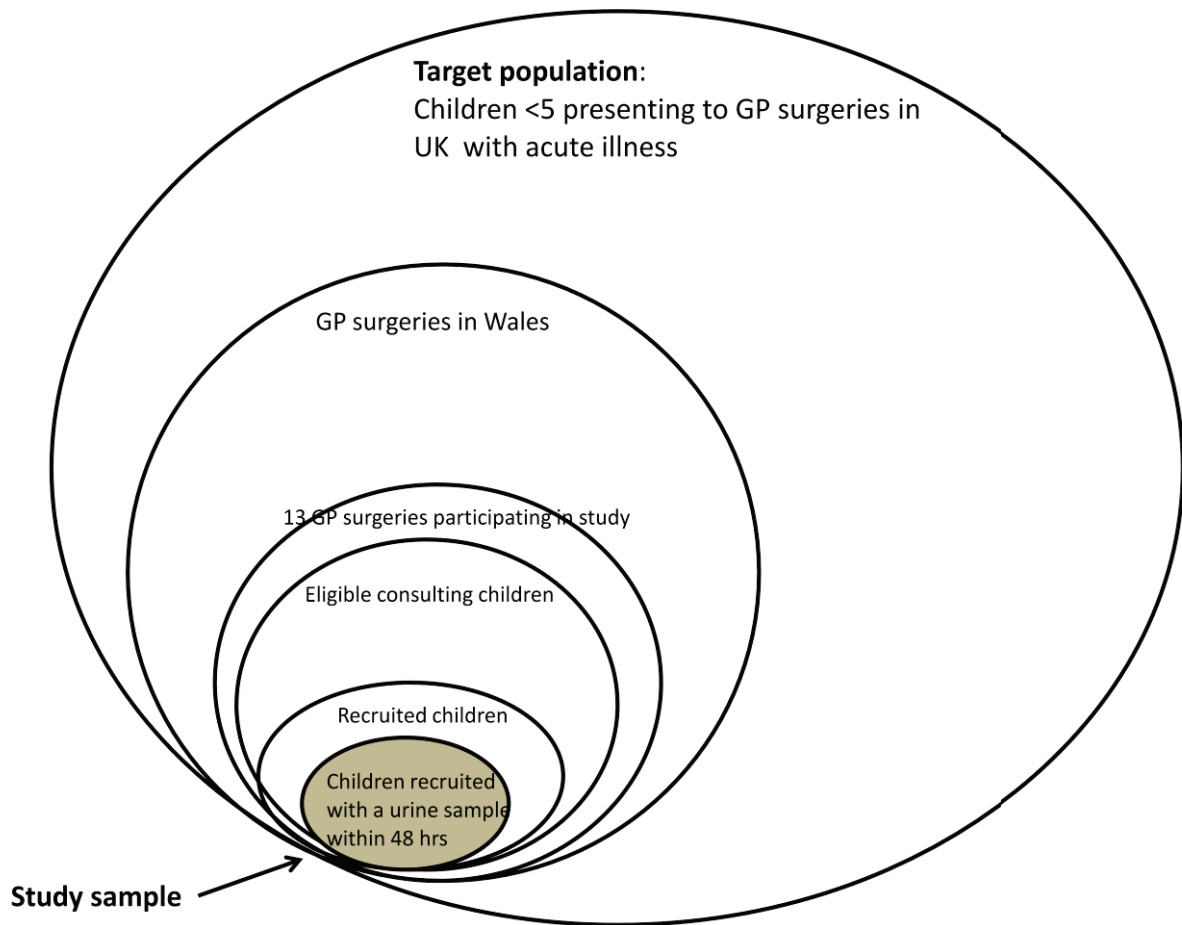 Target population:
Children <5 presenting to GP surgeries in
UK with acute illness
GP surgeries in Wales
13 GP surgeries participating in study
Eligible consulting children
Recruited children
Children recruited
with a urine sample
within 48 hrs
Study sample